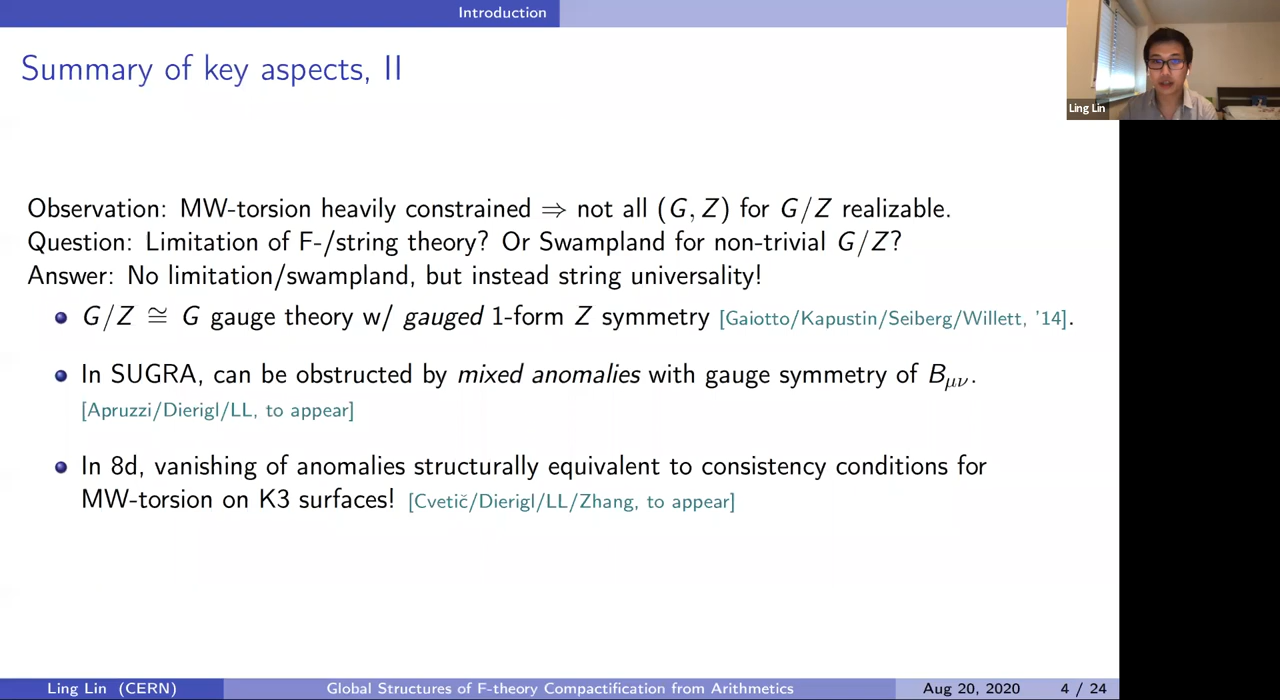 Introduction
Summary of key aspects, II
Ling Lin
Observation: MW-torsion heavily constrained ⇒ not all (G, Z) for G/Z realizable.
Question: Limitation of F-/string theory? Or Swampland for non-trivial G/Z?
Answer: No limitation/swampland, but instead string universality!
G/Z ≅ G gauge theory w/ gauged 1-form Z symmetry [Gaiotto/Kapustin/Seiberg/Willett, '14].
In SUGRA, can be obstructed by mixed anomalies with gauge symmetry of Bμν.
[Apruzzi/Dierigl/LL, to appear]
In 8d, vanishing of anomalies structurally equivalent to consistency conditions for
MW-torsion on K3 surfaces! [Cvetič/Dierigl/LL/Zhang, to appear]
Ling Lin (CERN) Global Structures of F-theory Compactification from Arithmetics Aug 20, 2020 4 / 24